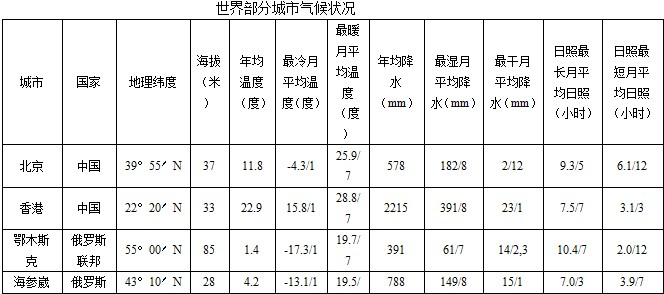 世界部分城市气候状况
城市 国家 地理纬度 海拔(米) 年均温度(度) 最冷月平均温度(度) 最暖月平均温度(度) 年均降水(mm) 最湿月平均降水(mm) 最干月平均降水(mm) 日照最长月平均日照(小时) 日照最短月平均日照(小时)
北京 中国 39° 55′ N 37 11.8 -4.3/1 25.9/7 578 182/8 2/12 9.3/5 6.1/12
香港 中国 22° 20′ N 33 22.9 15.8/1 28.8/7 2215 391/8 23/1 7.5/7 3.1/3
鄂木斯克 俄罗斯联邦 55° 00′ N 85 1.4 -17.3/1 19.7/7 391 61/7 14/2,3 10.4/7 2.0/12
海参崴 俄罗斯 43° 10′ N 28 4.2 -13.1/1 19.5/ 788 149/8 15/1 7.0/3 3.9/7